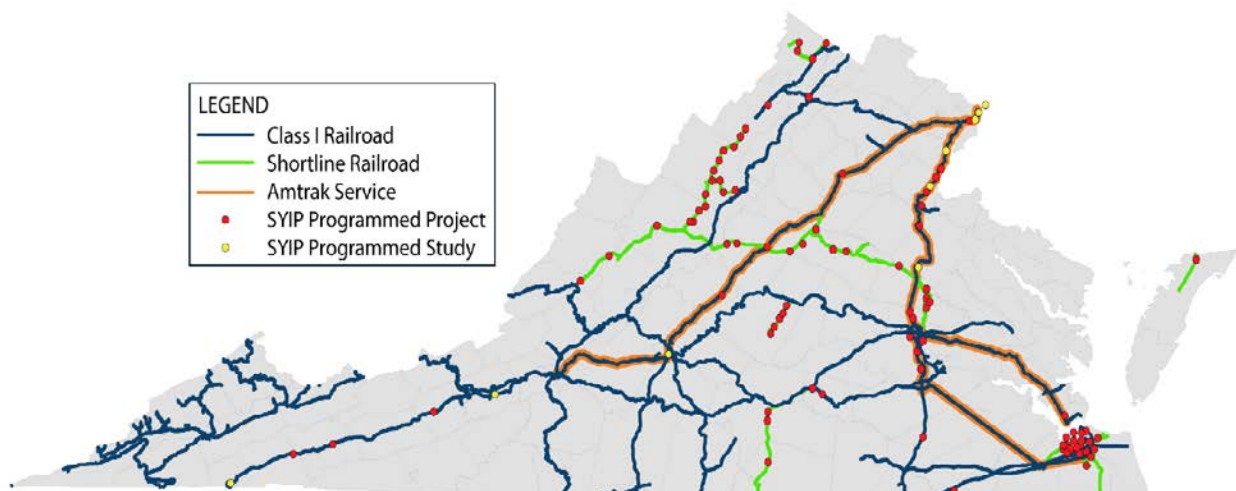 LEGEND
Class I Railroad
Shortline Railroad
Amtrak Service
SYIP Programmed Project
SYIP Programmed Study